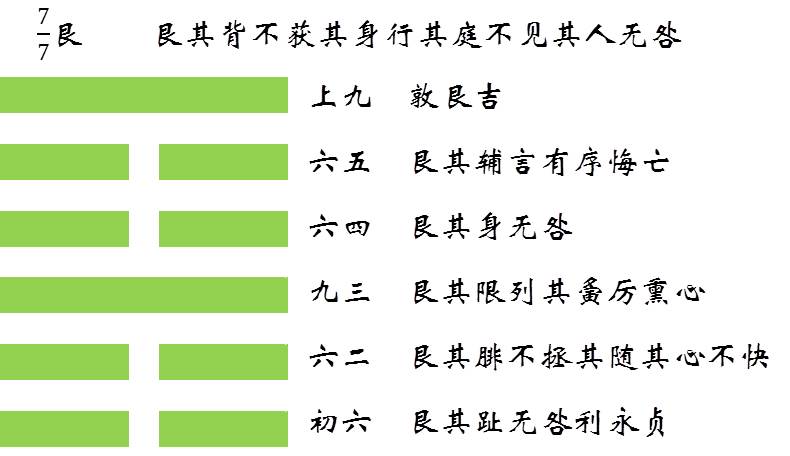 7/7艮 艮其背不获其身行其庭不见其人无咎
上九 敦艮吉
六五 艮其辅言有序悔亡
六四 艮其身无咎
九三 艮其限列其夤厉熏心
六二 艮其腓不拯其随其心不快
初六 艮其趾无咎利永贞